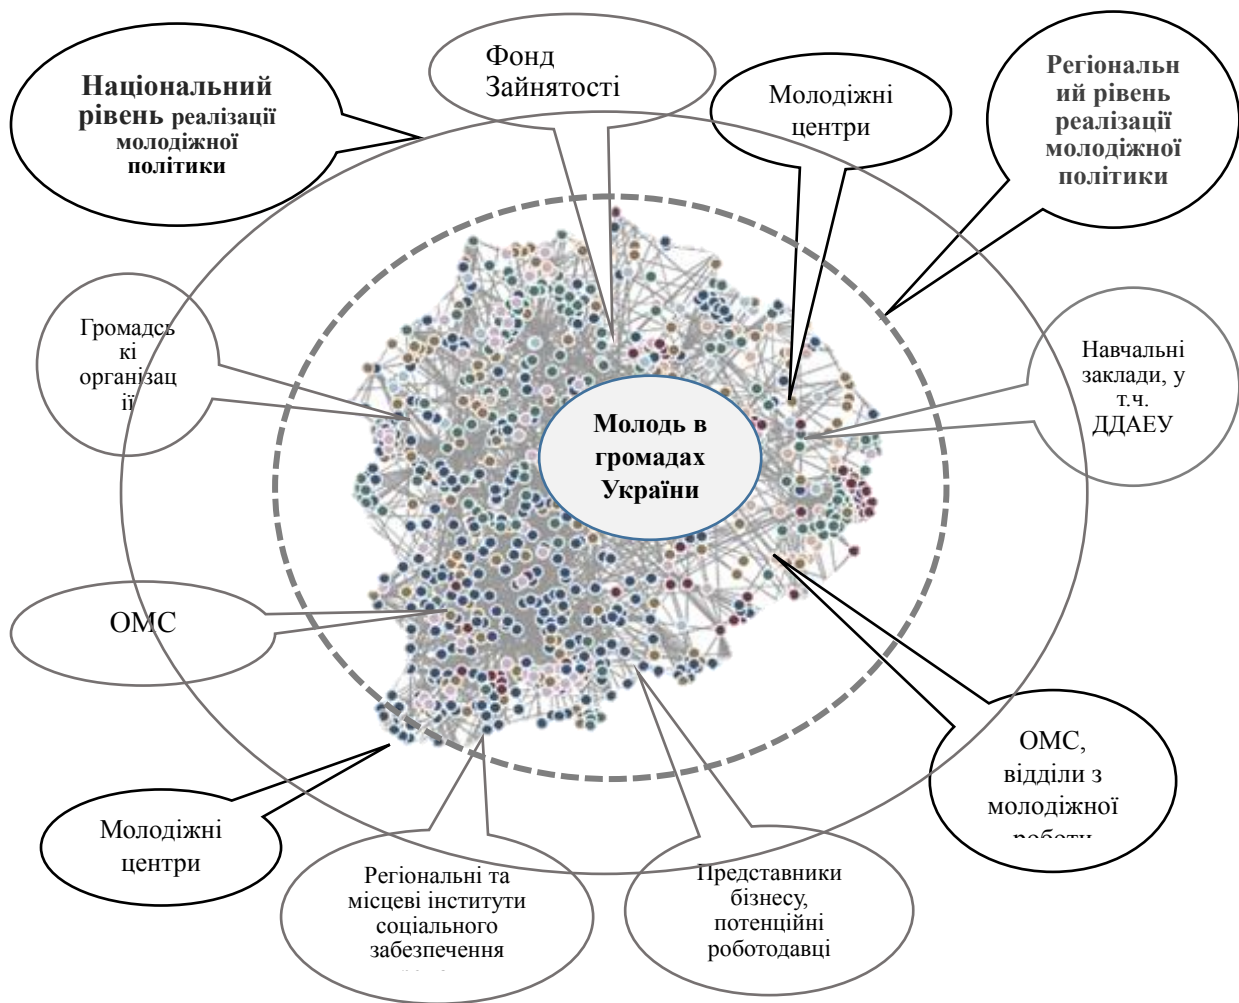 Фонд
Зайнятості
Національний
рівень реалізації
молодіжної
політики
Молодіжні
центри
Регіональн
ий рівень
реалізації
молодіжної
політики
Громадсь
кі
організац
ії
Навчальні
заклади, у
т.ч.
ДДАЕУ
Молодь в
громадах
України
ОМС
ОМС,
відділи з
молодіжної
роботи
Молодіжні
центри
Регіональні та
місцеві інститути
соціального
забезпечення
Представники
бізнесу,
потенційні
роботодавці